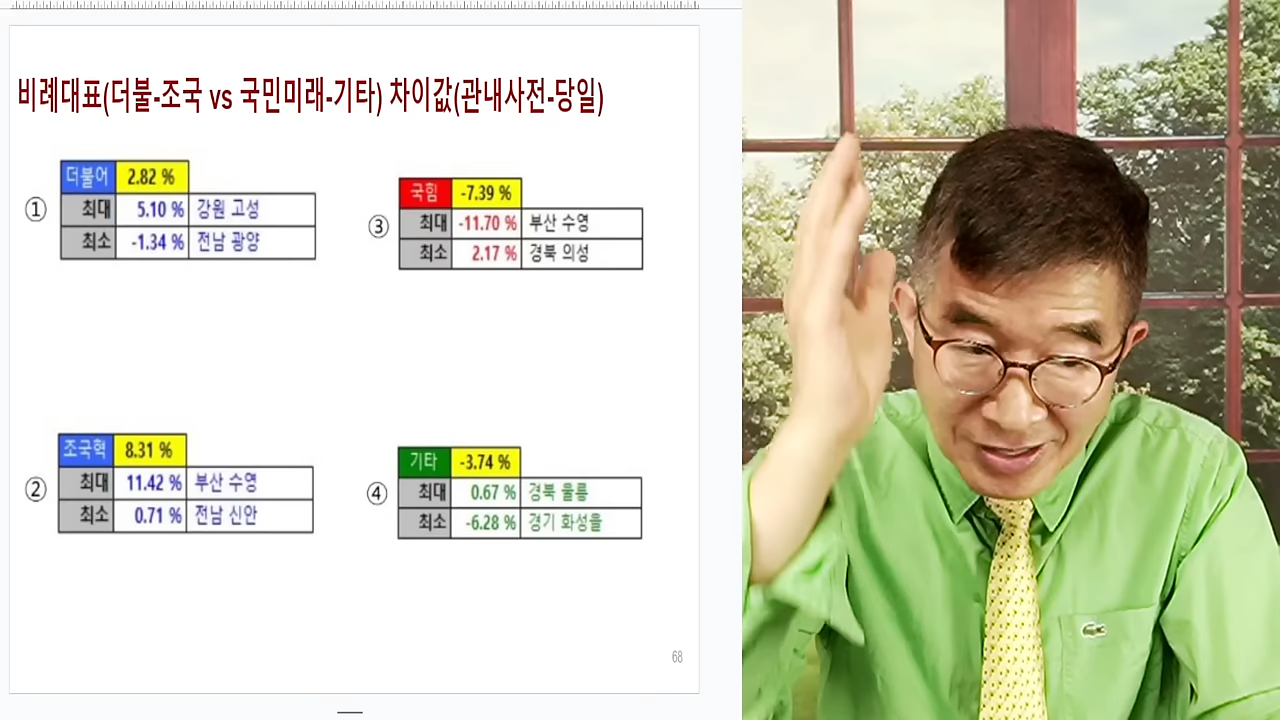 비례대표(더불-조국 vs 국민미래-기타) 차이값(관내사전-당일)
①
더불어 2.82 %
최대 5.10 % 강원 고성
최소 -1.34 % 전남 광양
③
국힘 -7.39 %
최대 -11.70 % 부산 수영
최소 2.17 % 경북 의성
②
조국혁 8.31 %
최대 11.42 % 부산 수영
최소 0.71 % 전남 신안
④
기타 -3.74 %
최대 0.67 % 경북 울릉
최소 -6.28 % 경기 화성을
68